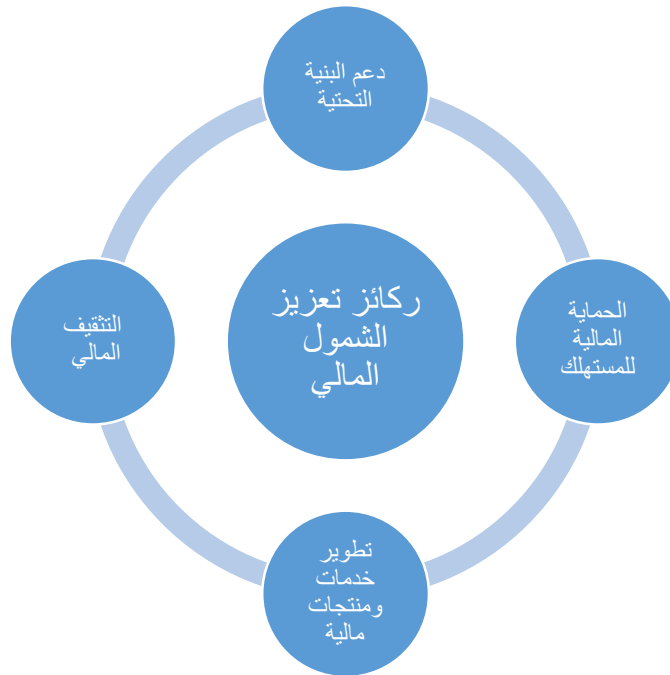 دعم البنية
التحتية
ركائز تعزيز
الشمول
المالي
الحماية
المالية
للمستهلك
التثقيف
المالي
تطوير
خدمات
ومنتجات
مالية